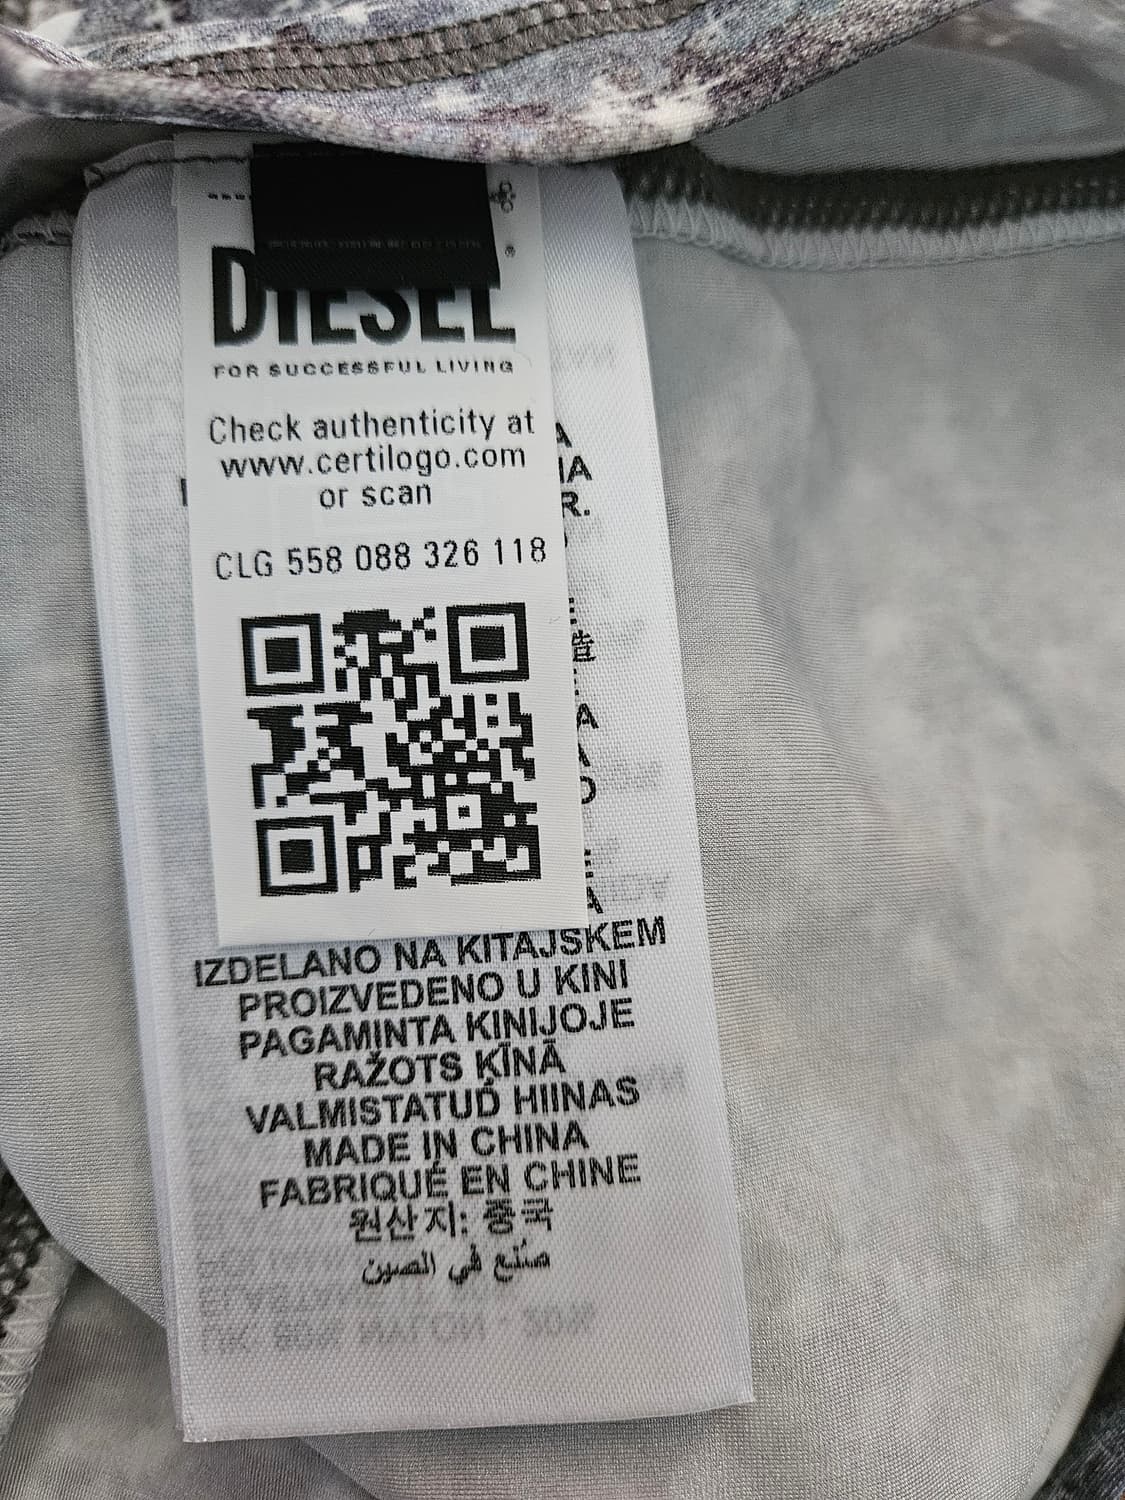 DIESEL
FOR SUCCESSFUL LIVING
Check authenticity at
www.certilogo.com
or scan
CLG 558 088 326 118
IZDELANO NA KITAJSKEM
PROIZVEDENO U KINI
PAGAMINTA KINIJOJE
RAŽOTS ĶĪNĀ
VALMISTATUD HIINAS
MADE IN CHINA
FABRIQUÉ EN CHINE
원산지: 중국
صنع في الصين